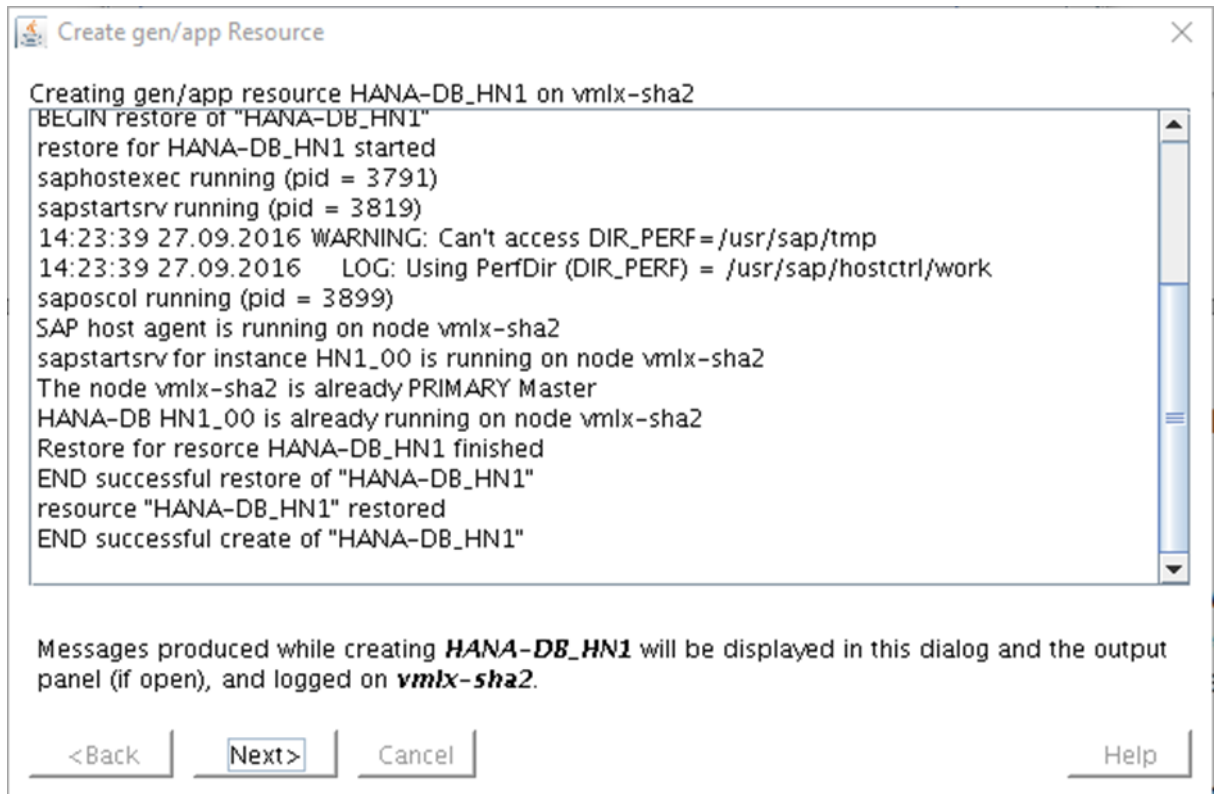 Create gen/app Resource
Creating gen/app resource HANA-DB_HN1 on vmlx-sha2
BEGIN restore of "HANA-DB_HN1"
restore for HANA-DB_HN1 started
saphostexec running (pid = 3791)
sapstartsrv running (pid = 3819)
14:23:39 27.09.2016 WARNING: Can't access DIR_PERF=/usr/sap/tmp
14:23:39 27.09.2016 LOG: Using PerfDir (DIR_PERF) = /usr/sap/hostctrl/work
saposcol running (pid = 3899)
SAP host agent is running on node vmlx-sha2
sapstartsrv for instance HN1_00 is running on node vmlx-sha2
The node vmlx-sha2 is already PRIMARY Master
HANA-DB HN1_00 is already running on node vmlx-sha2
Restore for resorce HANA-DB_HN1 finished
END successful restore of "HANA-DB_HN1"
resource "HANA-DB_HN1" restored
END successful create of "HANA-DB_HN1"
Messages produced while creating HANA-DB_HN1 will be displayed in this dialog and the output
panel (if open), and logged on vmlx-sha2.
<Back Next> Cancel Help